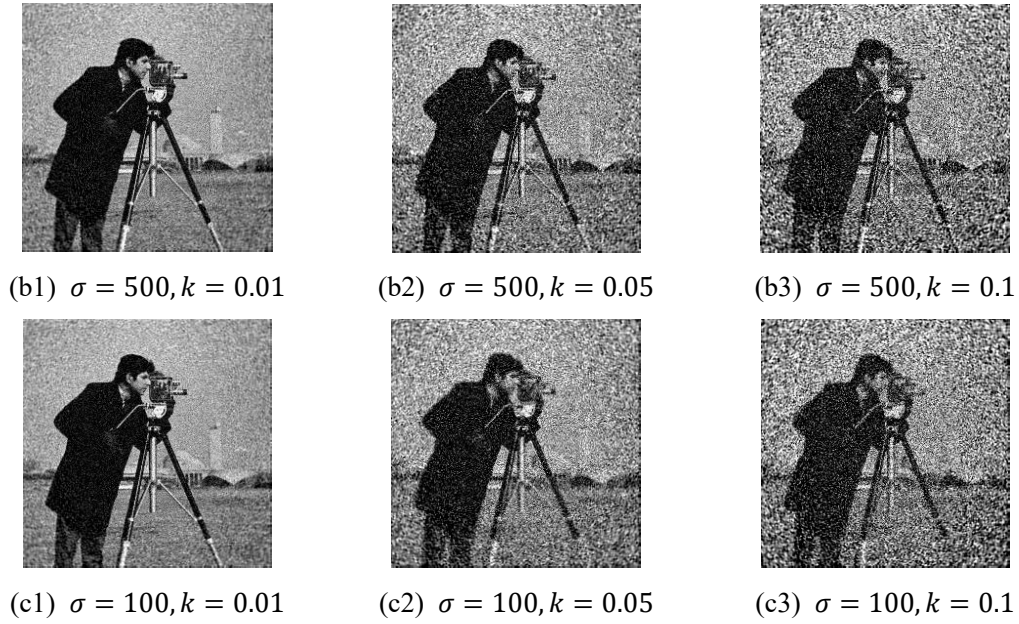 (b1) σ = 500, k = 0.01 (b2) σ = 500, k = 0.05 (b3) σ = 500, k = 0.1
(c1) σ = 100, k = 0.01 (c2) σ = 100, k = 0.05 (c3) σ = 100, k = 0.1